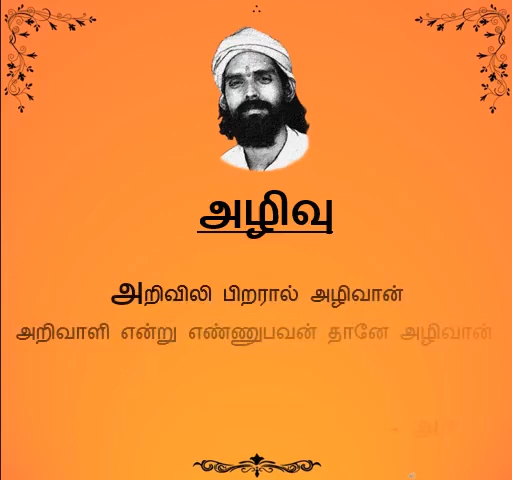 அழிவு
அறிவிலி பிறரால் அழிவான்
அறிவாளி என்று எண்ணுபவன் தானே அழிவான்